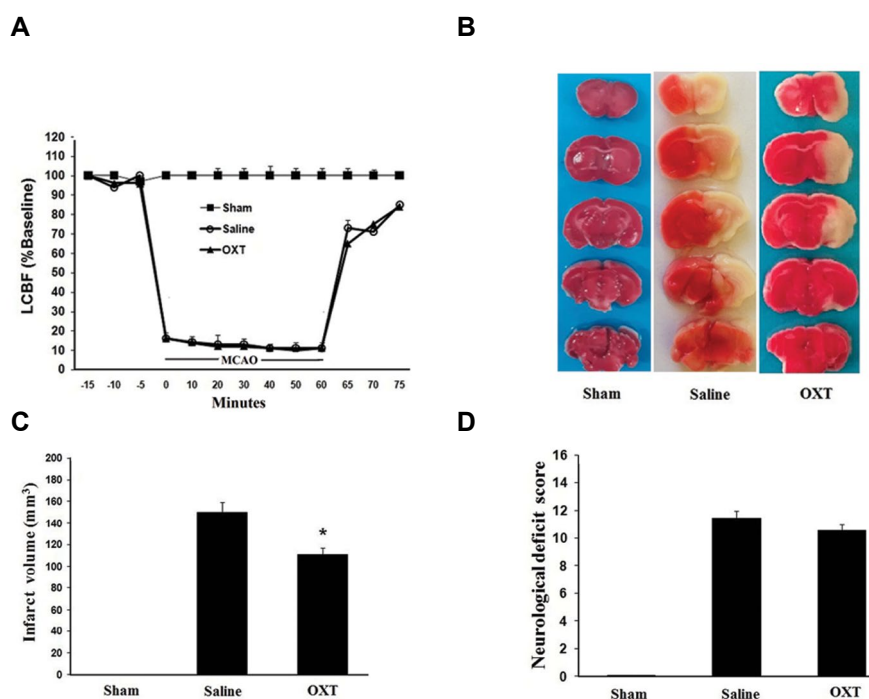 A
LCBF (% Baseline)
120
110
100
90
80
70
60
50
40
30
20
10
0
Sham
Saline
OXT
MCAO
-15 -10 -5 0 10 20 30 40 50 60 65 70 75
Minutes
B
Sham Saline OXT
C
Infarct volume (mm³)
200
180
160
140
120
100
80
60
40
20
0
*
Sham Saline OXT
D
Neurological deficit score
16
14
12
10
8
6
4
2
0
Sham Saline OXT